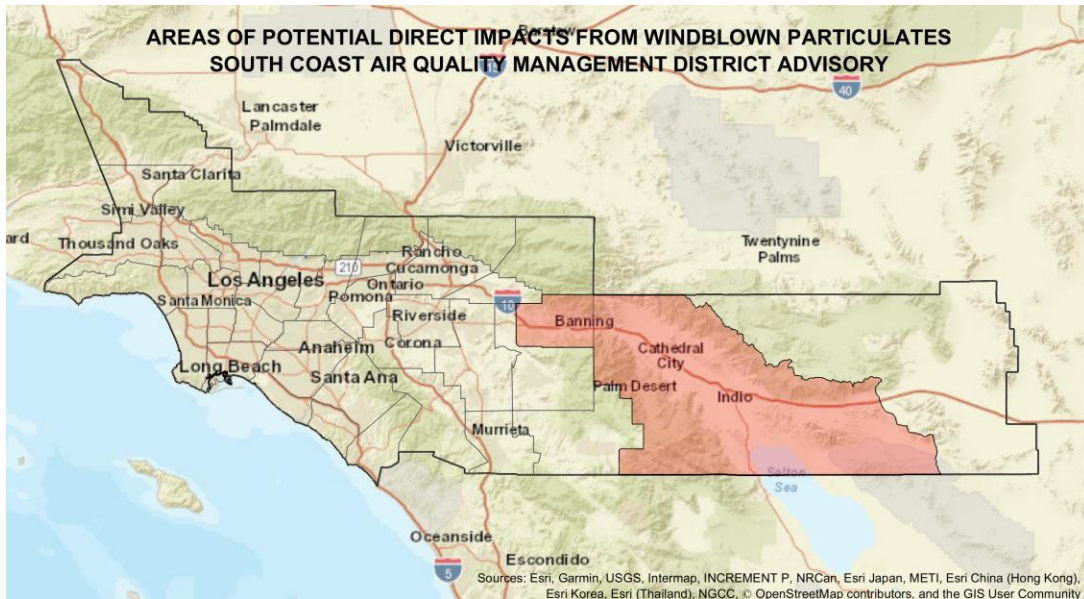 AREAS OF POTENTIAL DIRECT IMPACTS FROM WINDBLOWN PARTICULATES
SOUTH COAST AIR QUALITY MANAGEMENT DISTRICT ADVISORY
Barstow
15
40
Lancaster
Palmdale
Victorville
Santa Clarita
Simi Valley
ard
Thousand Oaks
Twentynine
Palms
Rancho
Cucamonga
210
Los Angeles
Ontario
Pomona
Santa Monica
10
Riverside
Banning
Anaheim
Corona
Cathedral
City
Long Beach
Santa Ana
Palm Desert
Indio
Murrieta
Salton
Sea
Oceanside
Escondido
5
Sources: Esri, Garmin, USGS, Intermap, INCREMENT P, NRCan, Esri Japan, METI, Esri China (Hong Kong),
Esri Korea, Esri (Thailand), NGCC, © OpenStreetMap contributors, and the GIS User Community